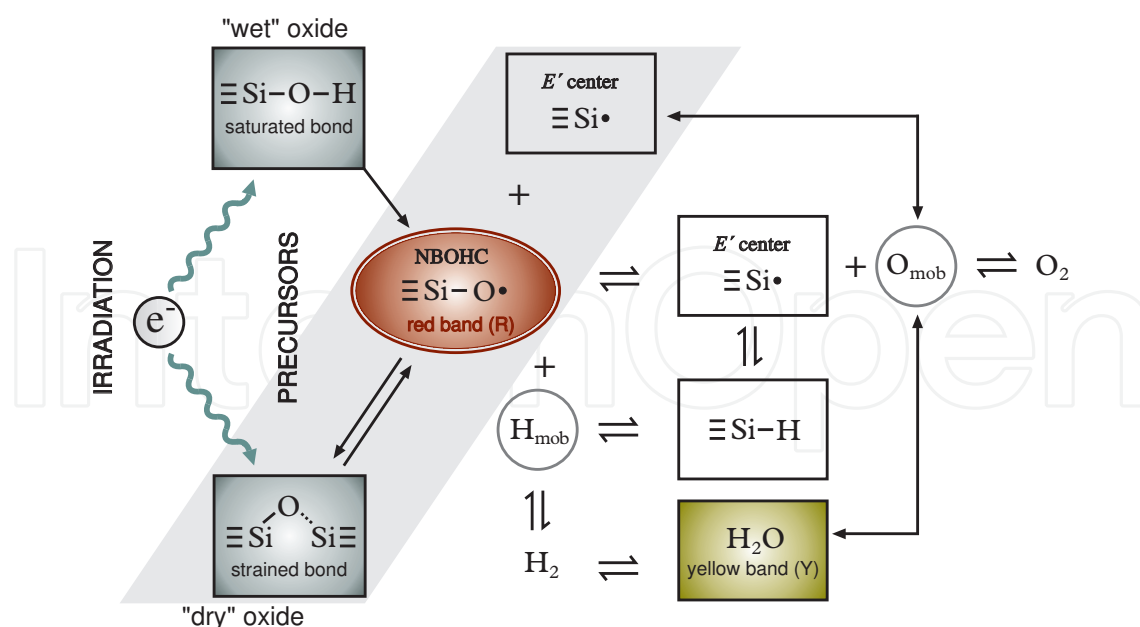 "wet" oxide
≡Si–O–H
saturated bond
E′ center
≡Si•
+
IRRADIATION
e-
PRECURSORS
NBOHC
≡Si–O•
red band (R)
⇌
E′ center
≡Si•
+
O_mob
⇌
O₂
+
H_mob
⇌
≡Si–H
⇌
⇌
H₂
⇌
H₂O
yellow band (Y)
O
≡Si Si≡
strained bond
"dry" oxide
IntechOpen